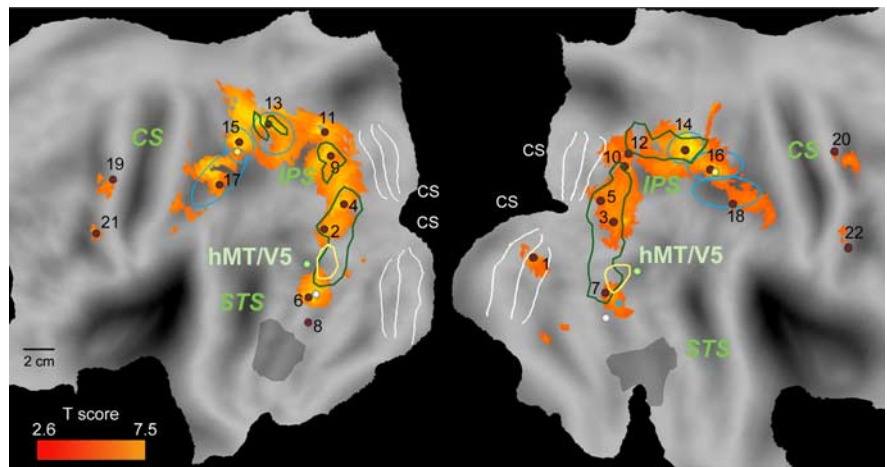 13
11
15
CS
9
19
17
IPS
4
CS
CS
21
2
hMT/V5
6
STS
8
2 cm
T score
2.6 7.5
14
12
20
CS
10
16
CS
IPS
5
18
3
22
hMT/V5
1
7
STS